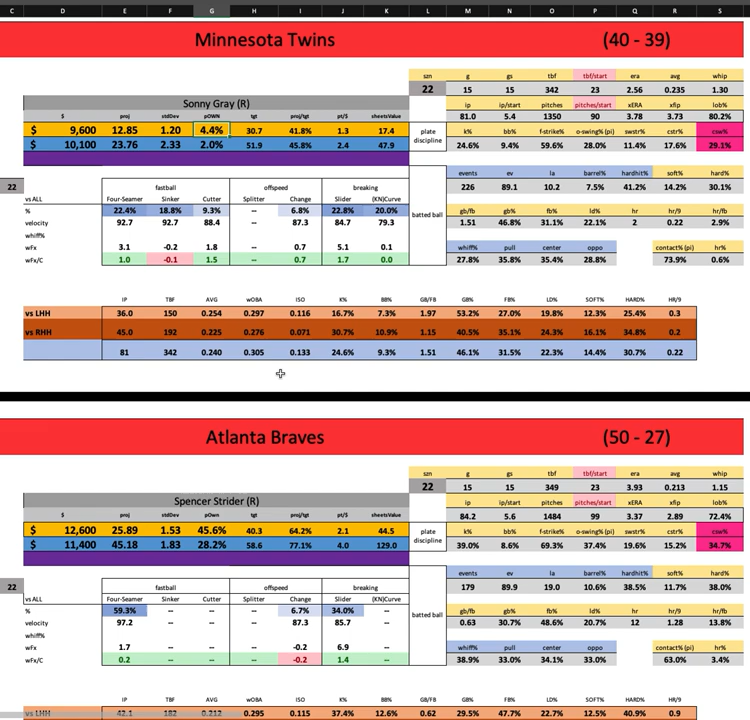 C D E F G H I J K L M N O P Q R S
Minnesota Twins (40 - 39)
szn g gs tbf tbf/start era avg whip
22 15 15 342 23 2.56 0.235 1.30
ip ip/start pitches pitches/start xERA xfip lob%
Sonny Gray (R) 81.0 5.4 1350 90 3.78 3.73 80.2%
$ proj stdDev pOWN tgt proj/tgt pt/$ sheetsValue
$ 9,600 12.85 1.20 4.4% 30.7 41.8% 1.3 17.4
plate discipline k% bb% f-strike% o-swing% (pi) swstr% cstr% csw%
$ 10,100 23.76 2.33 2.0% 51.9 45.8% 2.4 47.9
24.6% 9.4% 59.6% 28.0% 11.4% 17.6% 29.1%
events ev la barrel% hardhit% soft% hard%
22 fastball offspeed breaking 226 89.1 10.2 7.5% 41.2% 14.2% 30.1%
vs ALL Four-Seamer Sinker Cutter Splitter Change Slider (KN)Curve
% 22.4% 18.8% 9.3% -- 6.8% 22.8% 20.0%
batted ball gb/fb gb% fb% ld% hr hr/9 hr/fb
velocity 92.7 92.7 88.4 -- 87.3 84.7 79.3
1.51 46.8% 31.1% 22.1% 2 0.22 2.9%
whiff%
wFx 3.1 -0.2 1.8 0.7 5.1 0.1
whiff% pull center oppo contact% (pi) hr%
wFx/C 1.0 -0.1 1.5 -- 0.7 1.7 0.0
27.8% 35.8% 35.4% 28.8% 73.9% 0.6%
IP TBF AVG wOBA ISO K% BB% GB/FB GB% FB% LD% SOFT% HARD% HR/9
vs LHH 36.0 150 0.254 0.297 0.116 16.7% 7.3% 1.97 53.2% 27.0% 19.8% 12.3% 25.4% 0.3
vs RHH 45.0 192 0.225 0.276 0.071 30.7% 10.9% 1.15 40.5% 35.1% 24.3% 16.1% 34.8% 0.2
81 342 0.240 0.305 0.133 24.6% 9.3% 1.51 46.1% 31.5% 22.3% 14.4% 30.7% 0.22
Atlanta Braves (50 - 27)
szn g gs tbf tbf/start era avg whip
22 15 15 349 23 3.93 0.213 1.15
ip ip/start pitches pitches/start xERA xfip lob%
Spencer Strider (R) 84.2 5.6 1484 99 3.37 2.89 72.4%
$ proj stdDev pOwn tgt proj/tgt pt/$ sheetsValue
$ 12,600 25.89 1.53 45.6% 40.3 64.2% 2.1 44.5
plate discipline k% bb% f-strike% o-swing% (pi) swstr% cstr% csw%
$ 11,400 45.18 1.83 28.2% 58.6 77.1% 4.0 129.0
39.0% 8.6% 69.3% 37.4% 19.6% 15.2% 34.7%
events ev la barrel% hardhit% soft% hard%
22 fastball offspeed breaking 179 89.9 19.0 10.6% 38.5% 11.7% 38.0%
vs ALL Four-Seamer Sinker Cutter Splitter Change Slider (KN)Curve
% 59.3% -- -- -- 6.7% 34.0% --
batted ball gb/fb gb% fb% ld% hr hr/9 hr/fb
velocity 97.2 -- -- -- 87.3 85.7 --
0.63 30.7% 48.6% 20.7% 12 1.28 13.8%
whiff%
wFx 1.7 -- -- -- -0.2 6.9 --
whiff% pull center oppo contact% (pi) hr%
wFx/C 0.2 -- -- -- -0.2 1.4 --
38.9% 33.0% 34.1% 33.0% 63.0% 3.4%
IP TBF AVG wOBA ISO K% BB% GB/FB GB% FB% LD% SOFT% HARD% HR/9
vs LHH 42.1 182 0.212 0.295 0.115 37.4% 12.6% 0.62 29.5% 47.7% 22.7% 12.5% 40.9% 0.9